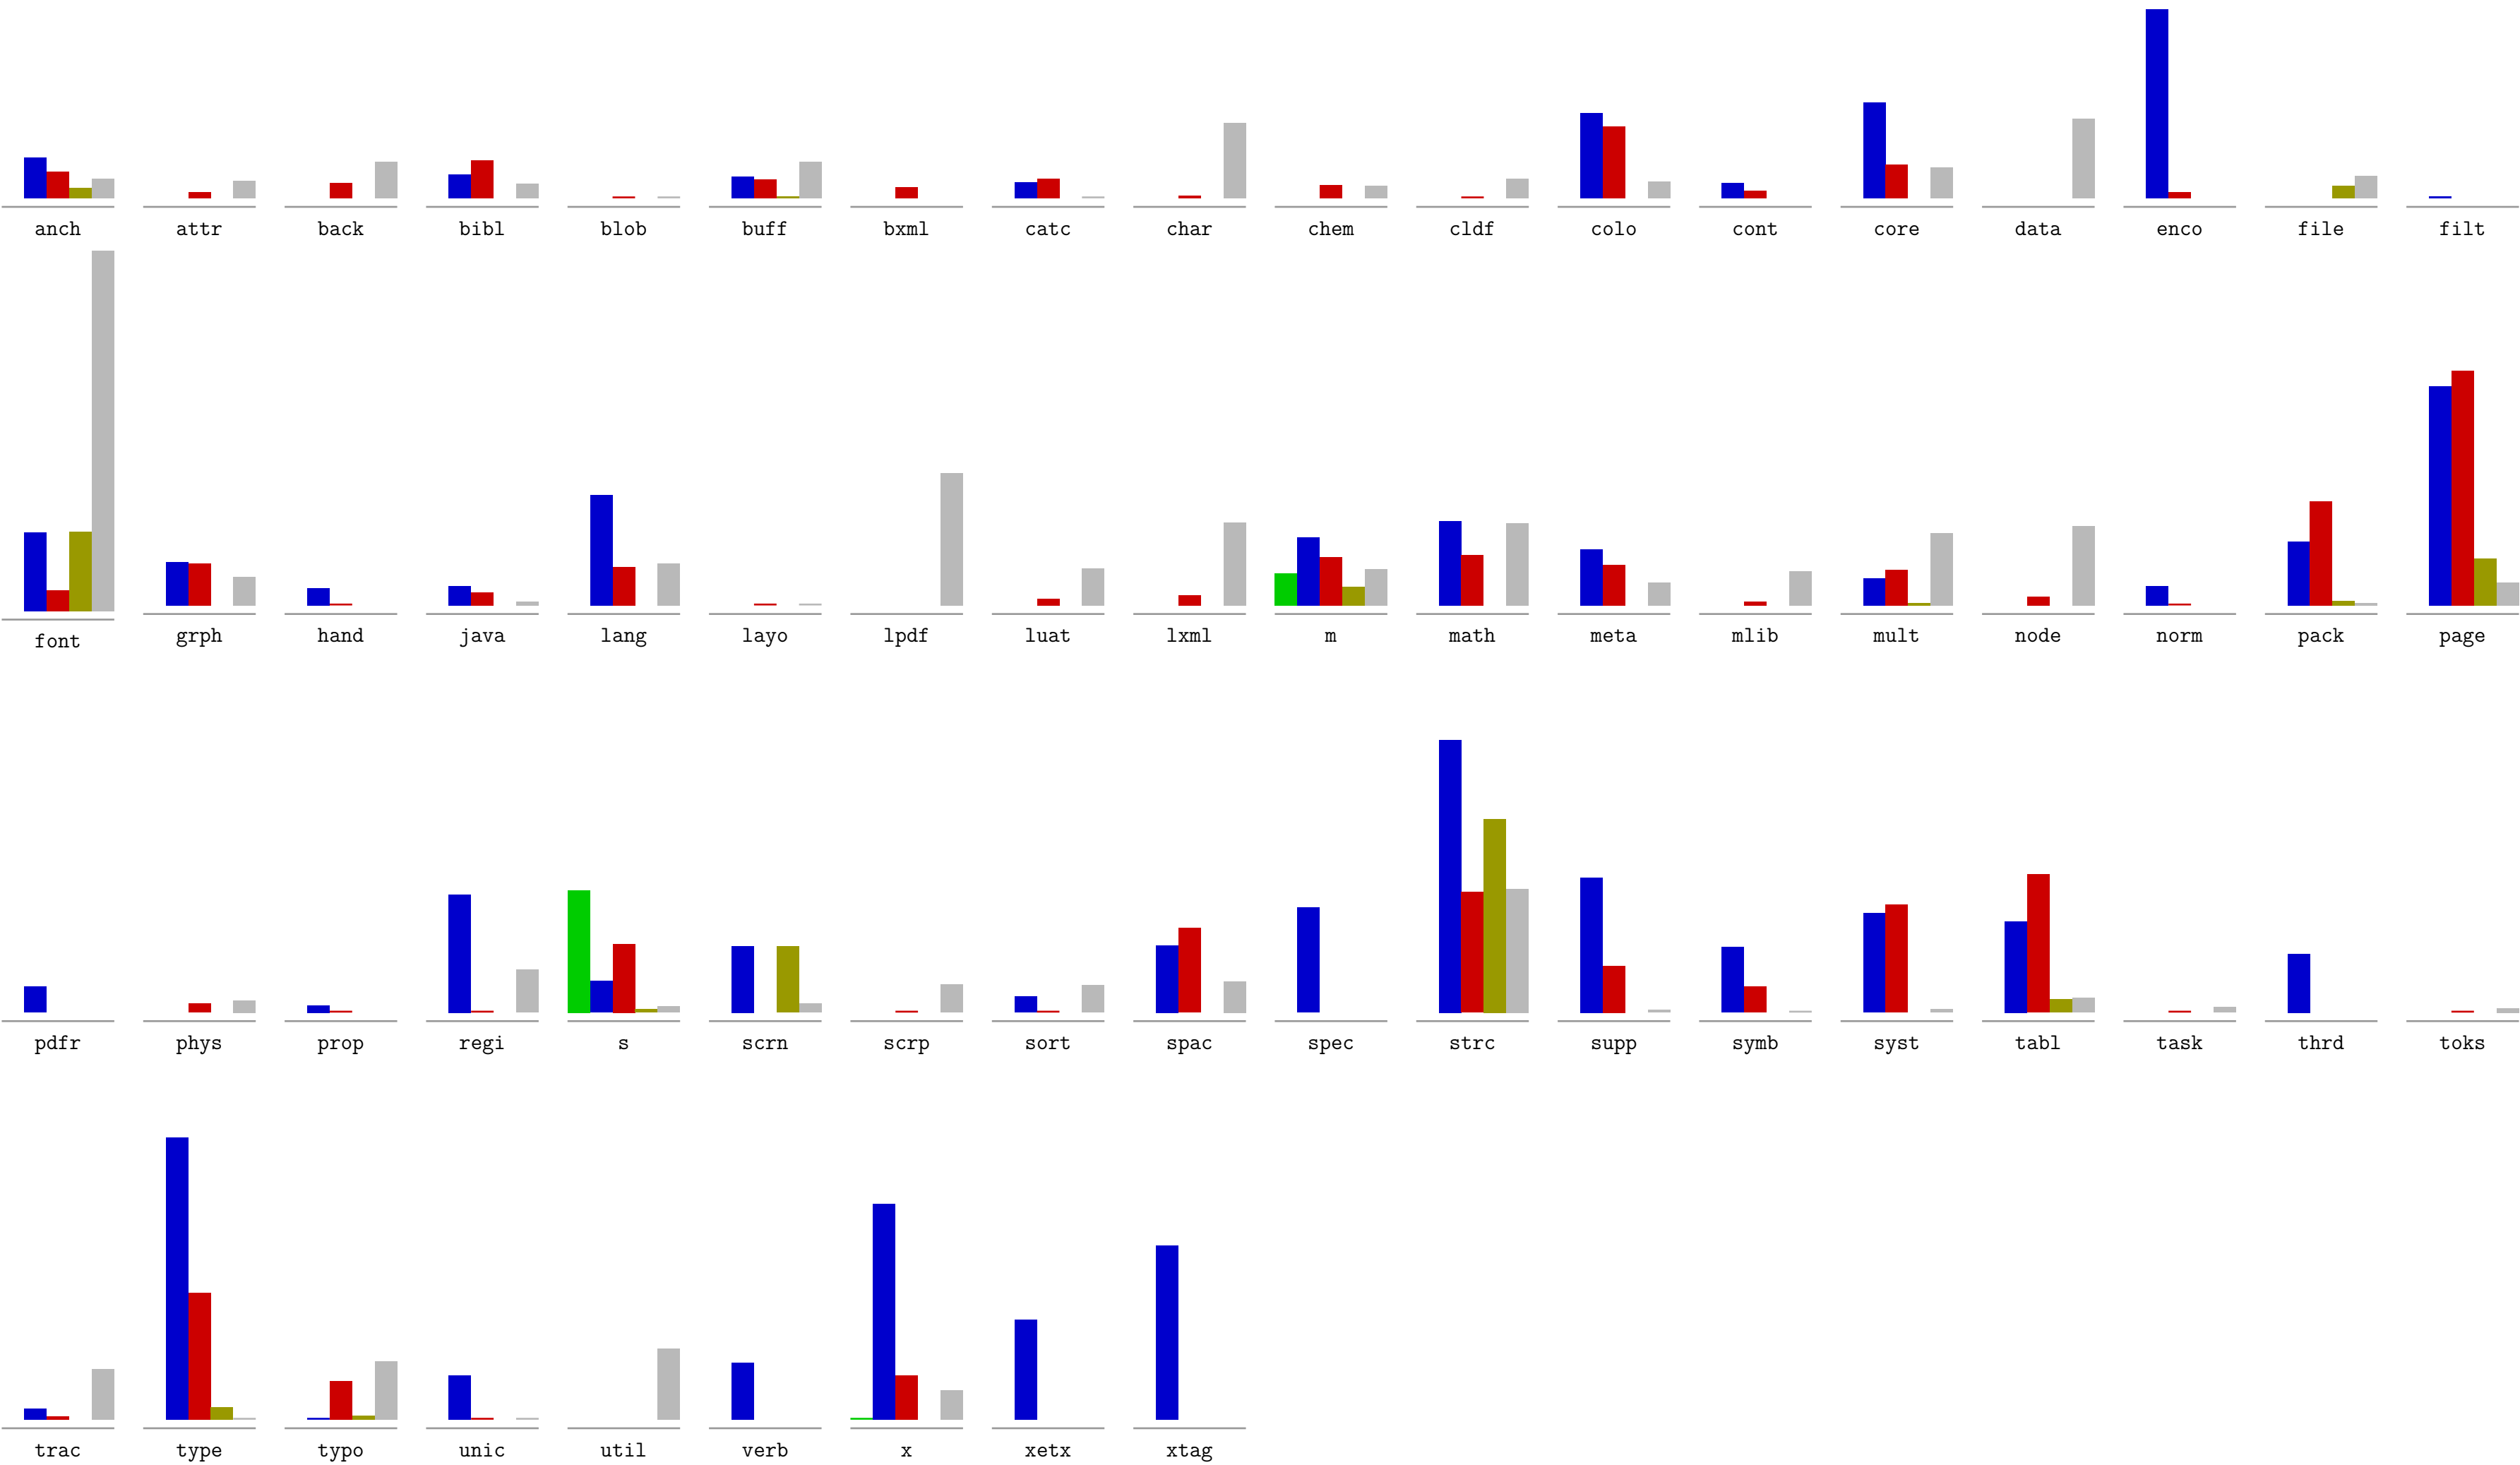 anch attr back bibl blob buff bxml catc char chem cldf colo cont core data enco file filt
font grph hand java lang layo lpdf luat lxml m math meta mlib mult node norm pack page
pdfr phys prop regi s scrn scrp sort spac spec strc supp symb syst tabl task thrd toks
trac type typo unic util verb x xetx xtag